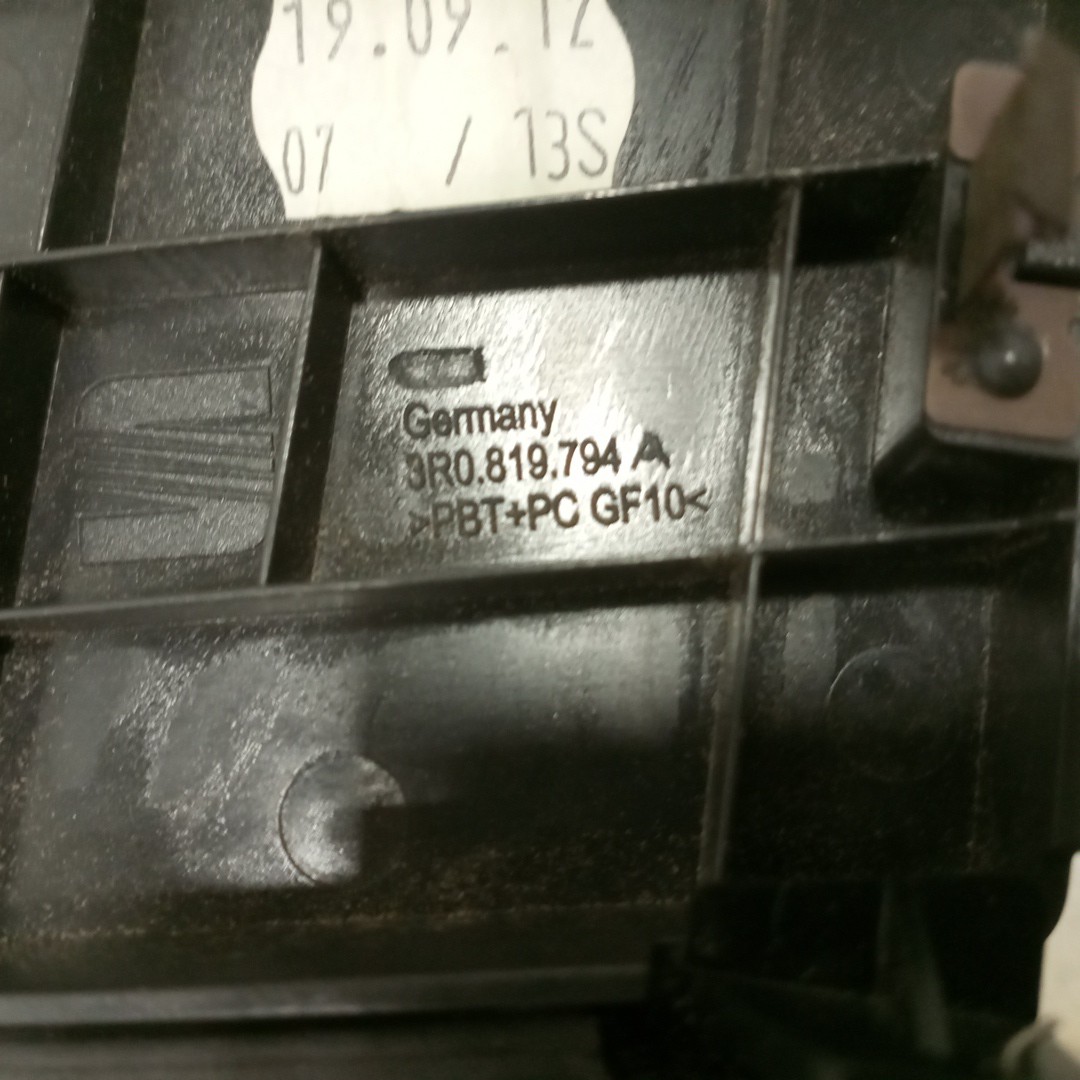 19.09.12
07 / 13S
Germany
3R0.819.794 A
>PBT+PC GF10<